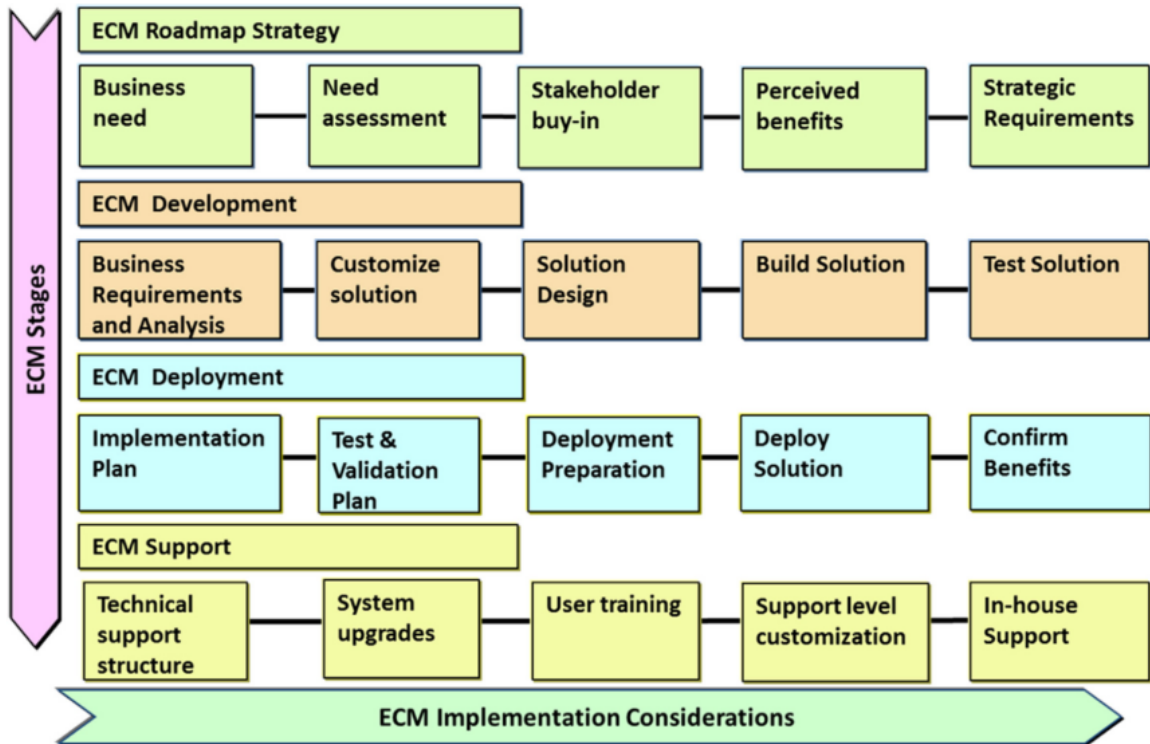 ECM Stages
ECM Roadmap Strategy
Business
need
Need
assessment
Stakeholder
buy-in
Perceived
benefits
Strategic
Requirements
ECM Development
Business
Requirements
and Analysis
Customize
solution
Solution
Design
Build Solution
Test Solution
ECM Deployment
Implementation
Plan
Test &
Validation
Plan
Deployment
Preparation
Deploy
Solution
Confirm
Benefits
ECM Support
Technical
support
structure
System
upgrades
User training
Support level
customization
In-house
Support
ECM Implementation Considerations